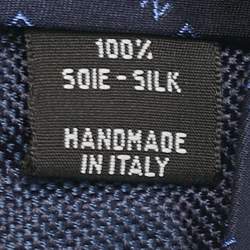 100%
SOIE - SILK
HANDMADE
IN ITALY